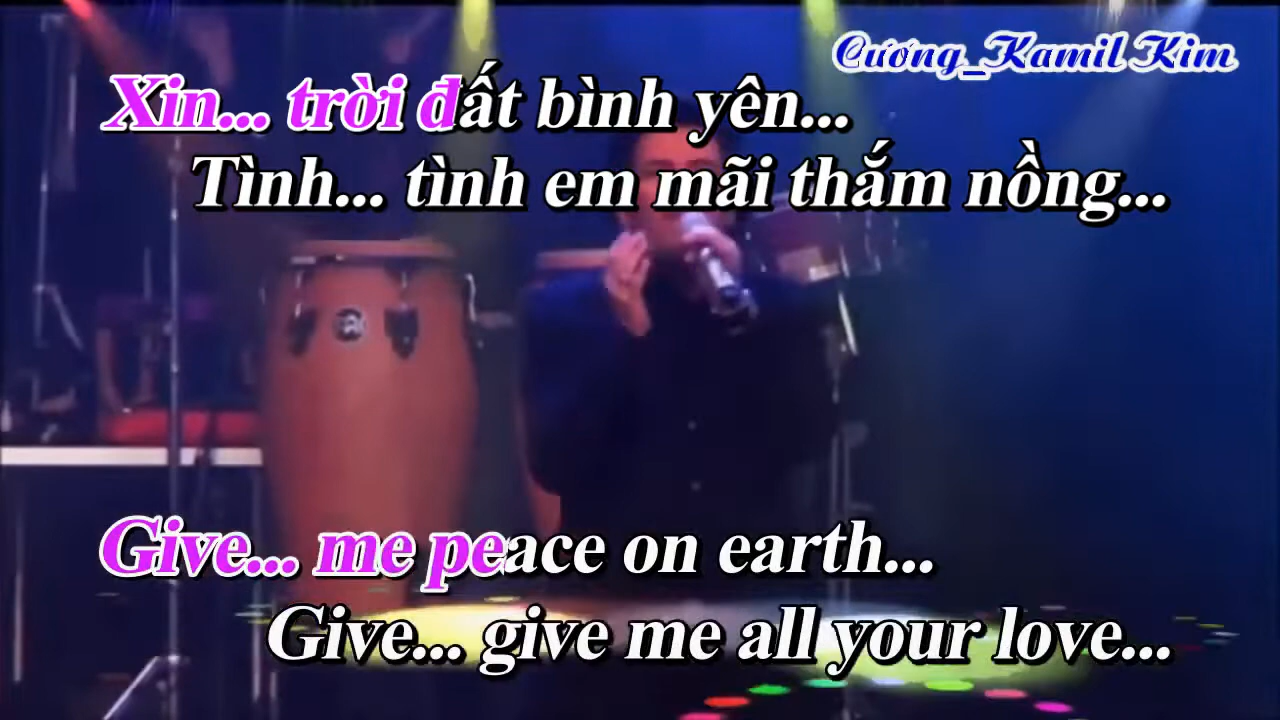 Cương_Kamil Kim
Xin... trời đất bình yên...
Tình... tình em mãi thắm nồng...
Give... me peace on earth...
Give... give me all your love...